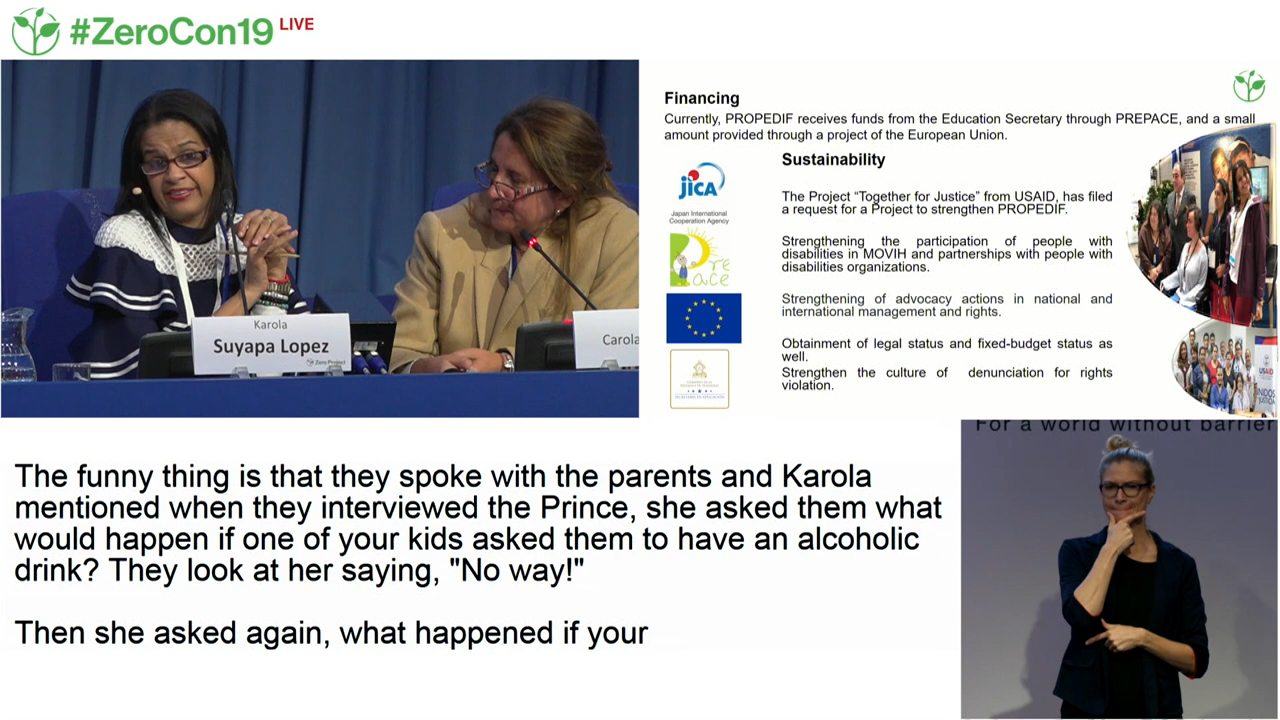 #ZeroCon19 LIVE
Karola
Suyapa Lopez
Zero Project
Carola
Financing
Currently, PROPEDIF receives funds from the Education Secretary through PREPACE, and a small
amount provided through a project of the European Union.
Sustainability
The Project “Together for Justice” from USAID, has filed
a request for a Project to strengthen PROPEDIF.
Strengthening the participation of people with
disabilities in MOVIH and partnerships with people with
disabilities organizations.
Strengthening of advocacy actions in national and
international management and rights.
Obtainment of legal status and fixed-budget status as
well.
Strengthen the culture of denunciation for rights
violation.
jICA
Japan International
Cooperation Agency
Prepace
USAID
The funny thing is that they spoke with the parents and Karola
mentioned when they interviewed the Prince, she asked them what
would happen if one of your kids asked them to have an alcoholic
drink? They look at her saying, "No way!"
Then she asked again, what happened if your
For a world without barrier